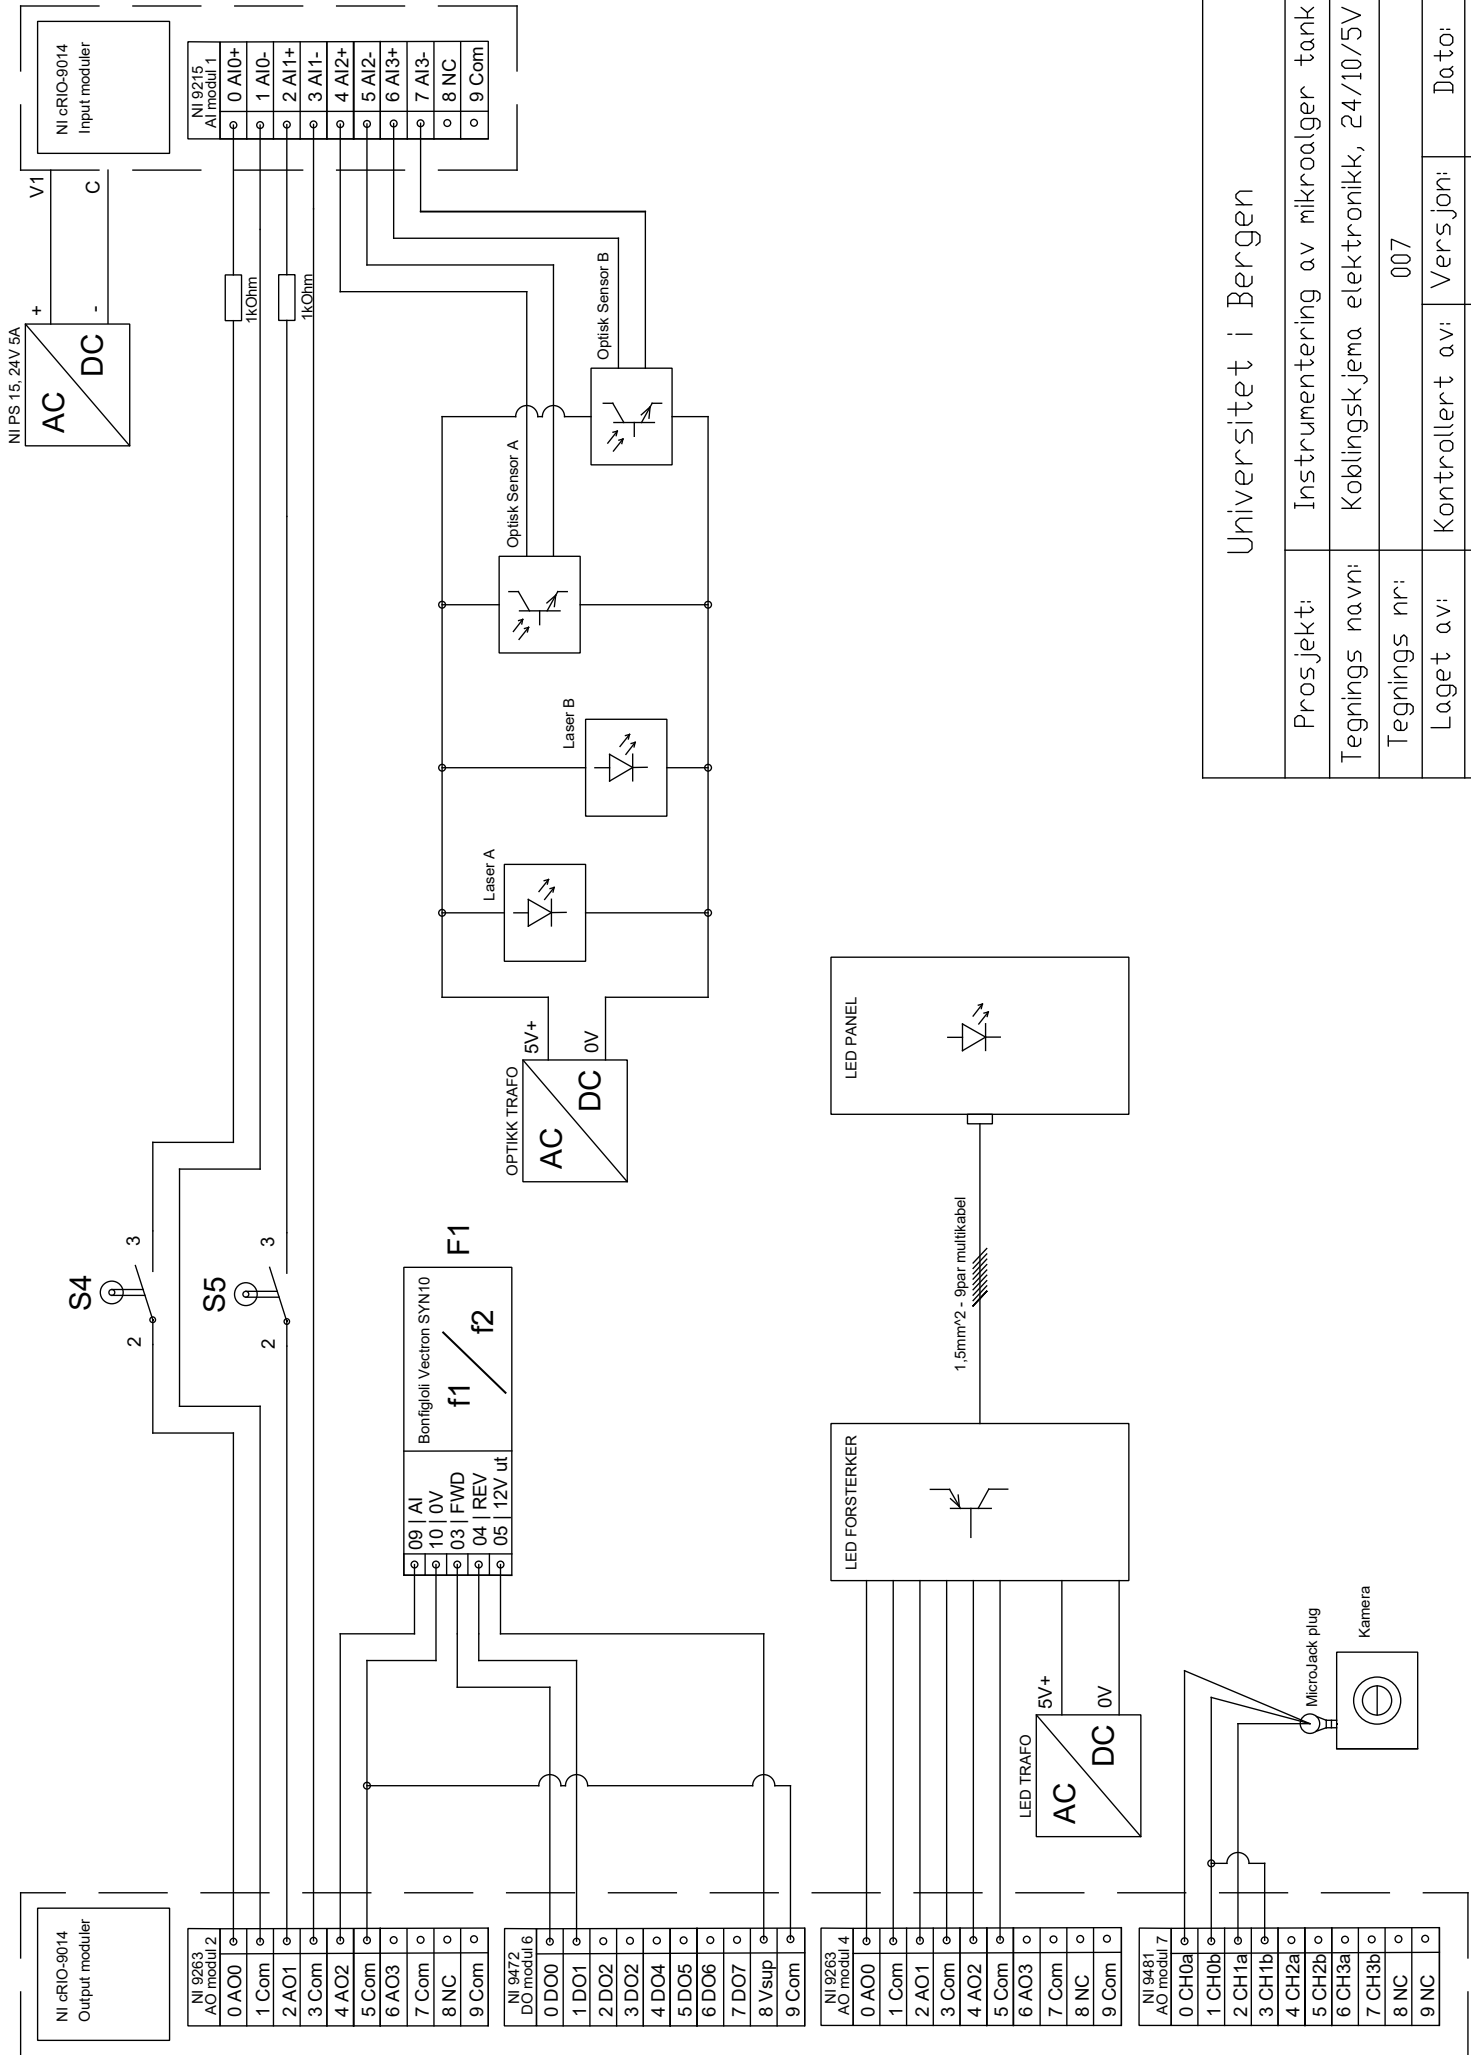 NI cRIO-9014
Output moduler
NI 9263
AO modul 2
0 AO0
1 Com
2 AO1
3 Com
4 AO2
5 Com
6 AO3
7 Com
8 NC
9 Com
NI 9472
DO modul 6
0 DO0
1 DO1
2 DO2
3 DO2
4 DO4
5 DO5
6 DO6
7 DO7
8 Vsup
9 Com
NI 9263
AO modul 4
0 AO0
1 Com
2 AO1
3 Com
4 AO2
5 Com
6 AO3
7 Com
8 NC
9 Com
NI 9481
AO modul 7
0 CH0a
1 CH0b
2 CH1a
3 CH1b
4 CH2a
5 CH2b
6 CH3a
7 CH3b
8 NC
9 NC
S4
2
3
S5
2
3
Bonfigloli Vectron SYN10
f1
f2
F1
09 | AI
10 | 0V
03 | FWD
04 | REV
05 | 12V ut
LED TRAFO
AC
DC
5V+
0V
LED FORSTERKER
1,5mm^2 - 9par multikabel
LED PANEL
MicroJack plug
Kamera
OPTIKK TRAFO
AC
DC
5V+
0V
Laser A
Laser B
Optisk Sensor A
Optisk Sensor B
1kOhm
1kOhm
NI PS 15, 24V 5A
AC
DC
+
-
V1
C
NI cRIO-9014
Input moduler
NI 9215
AI modul 1
0 AI0+
1 AI0-
2 AI1+
3 AI1-
4 AI2+
5 AI2-
6 AI3+
7 AI3-
8 NC
9 Com
Universitet i Bergen
Prosjekt: Instrumentering av mikroalger tank
Tegnings navn: Koblingskjema elektronikk, 24/10/5V
Tegnings nr: 007
Laget av: Kontrollert av: Versjon: Dato: